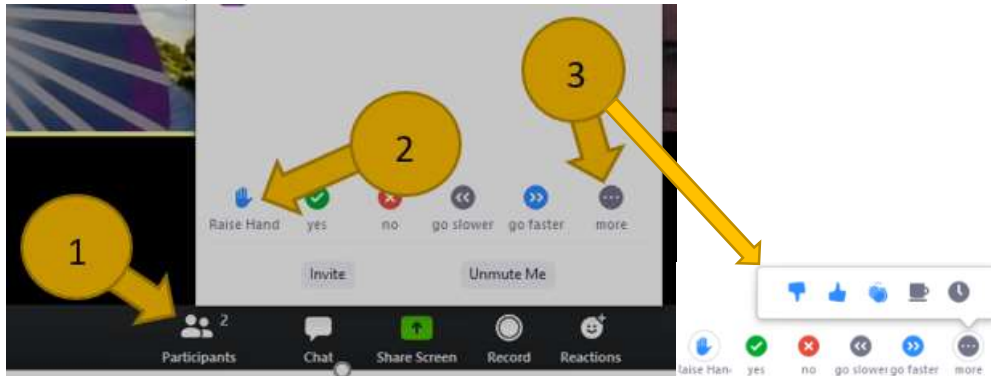 3
2
Raise Hand yes no go slower go faster more
1
Invite Unmute Me
2
Participants Chat Share Screen Record Reactions
aise Han yes no go slower go faster more